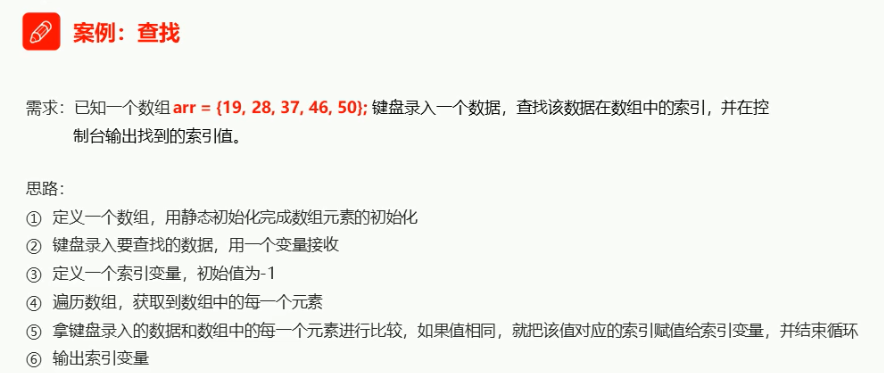 案例：查找
需求：已知一个数组arr = {19, 28, 37, 46, 50}; 键盘录入一个数据，查找该数据在数组中的索引，并在控
制台输出找到的索引值。
思路：
① 定义一个数组，用静态初始化完成数组元素的初始化
② 键盘录入要查找的数据，用一个变量接收
③ 定义一个索引变量，初始值为-1
④ 遍历数组，获取到数组中的每一个元素
⑤ 拿键盘录入的数据和数组中的每一个元素进行比较，如果值相同，就把该值对应的索引赋值给索引变量，并结束循环
⑥ 输出索引变量